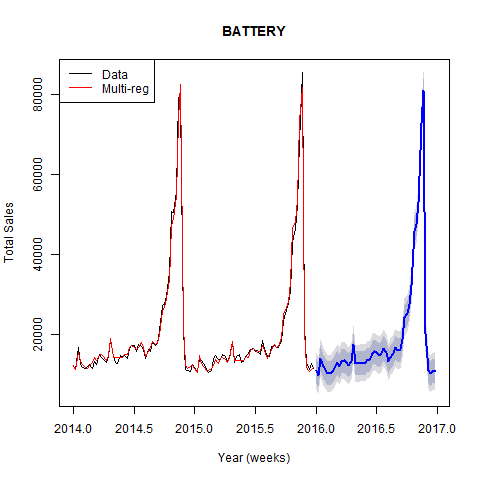 BATTERY
Data
Multi-reg
Total Sales
80000
60000
40000
20000
2014.0 2014.5 2015.0 2015.5 2016.0 2016.5 2017.0
Year (weeks)